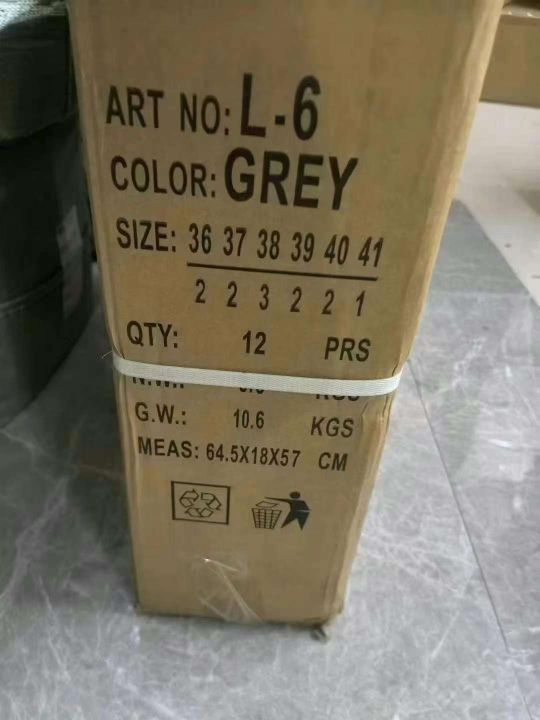 ART NO: L-6
COLOR: GREY
SIZE: 36 37 38 39 40 41
2 2 3 2 2 1
QTY: 12 PRS
N.W.: KGS
G.W.: 10.6 KGS
MEAS: 64.5X18X57 CM